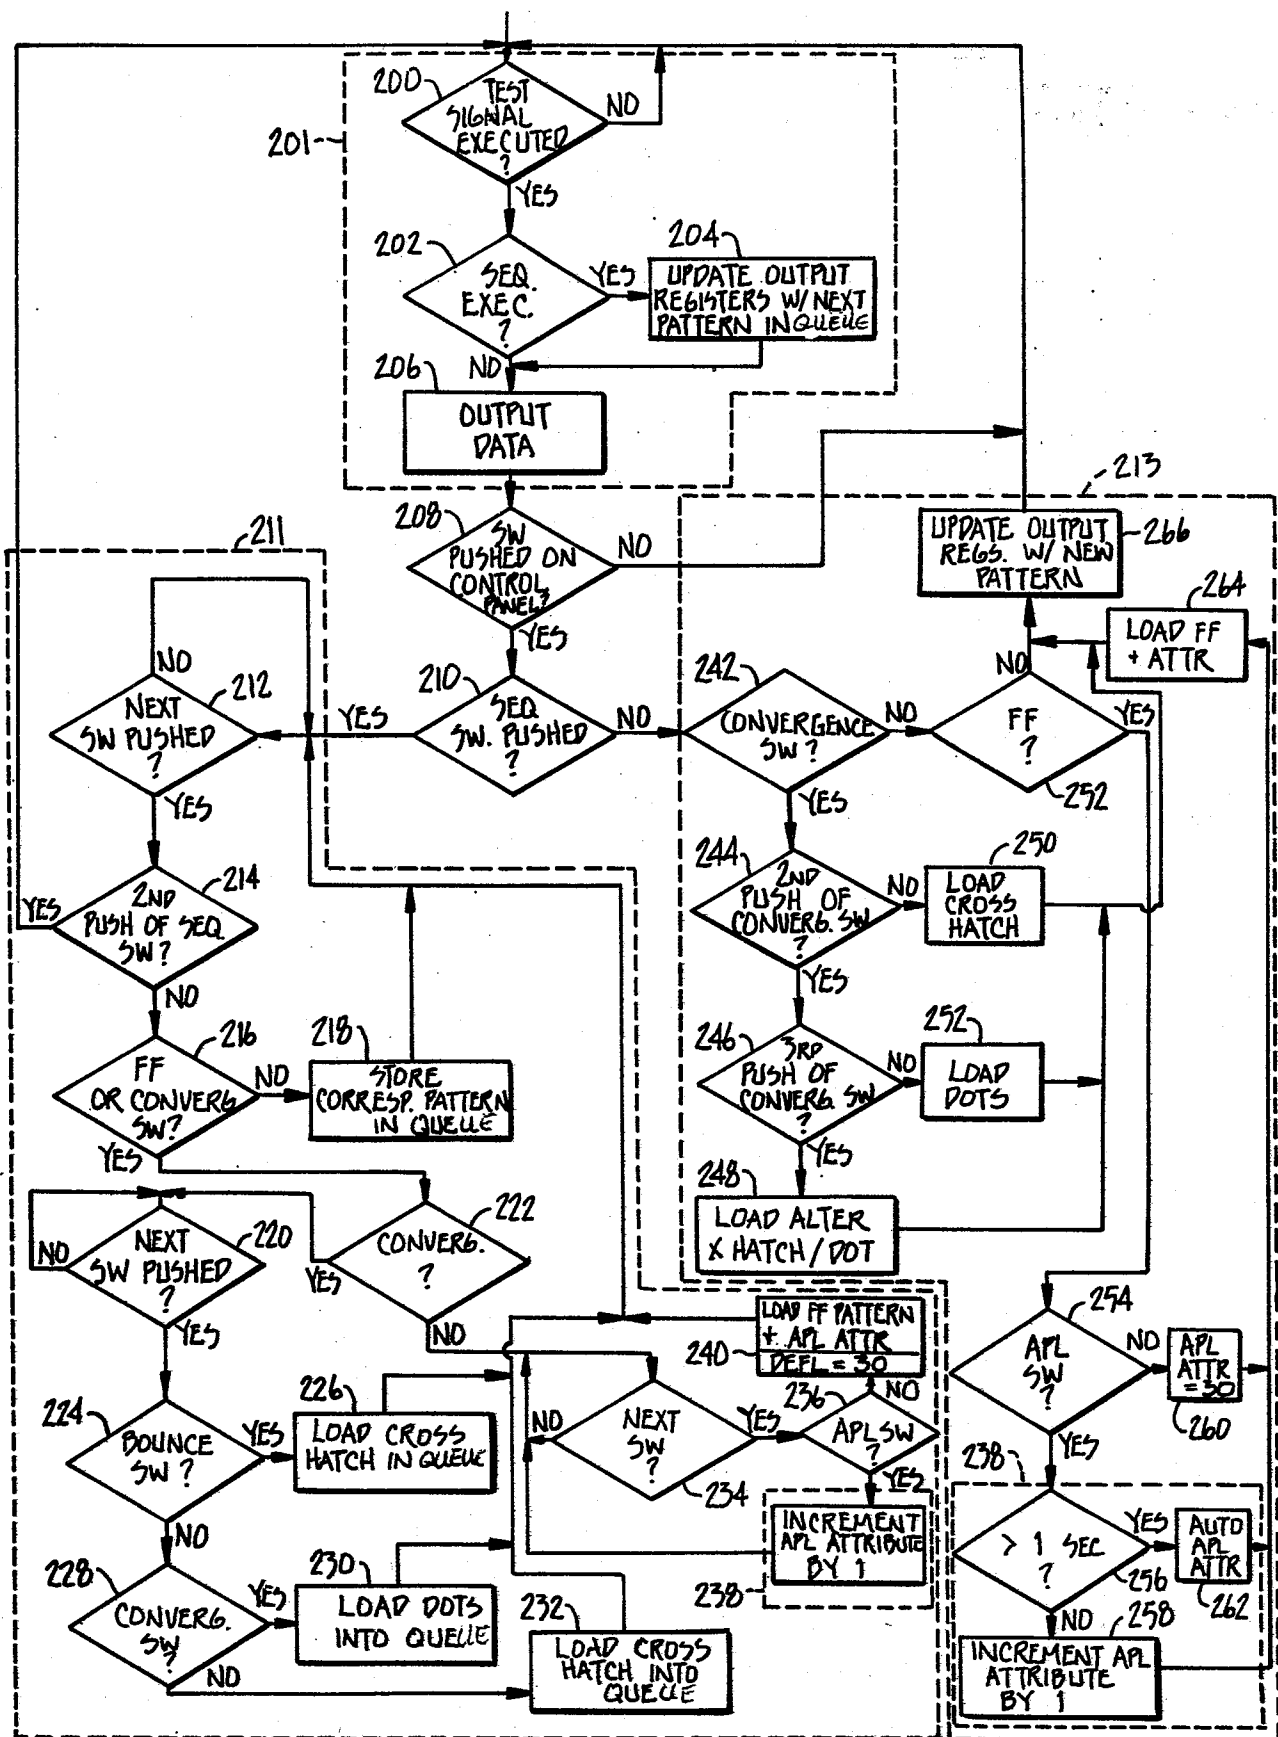 200
TEST
SIGNAL
EXECUTED
?
NO
201
YES
202
SEQ.
EXEC.
?
YES
204
UPDATE OUTPUT
REGISTERS W/ NEXT
PATTERN IN QUEUE
NO
206
OUTPUT
DATA
208
SW
PUSHED ON
CONTROL
PANEL?
NO
YES
213
UPDATE OUTPUT
REGS. W/ NEW
PATTERN
266
264
LOAD FF
+ ATTR
211
NO
212
NEXT
SW PUSHED
?
YES
210
SEQ
SW. PUSHED
?
YES
NO
242
CONVERGENCE
SW ?
NO
YES
NO
FF
?
YES
252
214
2ND
PUSH OF SEQ.
SW ?
YES
NO
244
2ND
PUSH OF
CONVERG. SW
?
NO
YES
250
LOAD
CROSS
HATCH
216
FF
OR CONVERG
SW?
NO
YES
218
STORE
CORRESP. PATTERN
IN QUEUE
246
3RD
PUSH OF
CONVERG. SW
?
NO
YES
252
LOAD
DOTS
248
LOAD ALTER
X HATCH / DOT
220
NEXT
SW PUSHED
?
NO
YES
222
CONVERG.
?
YES
NO
LOAD FF PATTERN
+ APL ATTR
DEFL = 30
240
254
APL
SW
?
NO
YES
APL
ATTR
= 30
260
224
BOUNCE
SW ?
YES
NO
226
LOAD CROSS
HATCH IN QUEUE
NO
NEXT
SW
?
YES
234
236
NO
APL SW
?
YES
INCREMENT
APL ATTRIBUTE
BY 1
238
238
> 1 SEC
?
YES
256
NO
AUTO
APL
ATTR
262
228
CONVERG.
SW
?
YES
NO
230
LOAD DOTS
INTO QUEUE
232
LOAD CROSS
HATCH INTO
QUEUE
258
INCREMENT APL
ATTRIBUTE
BY 1